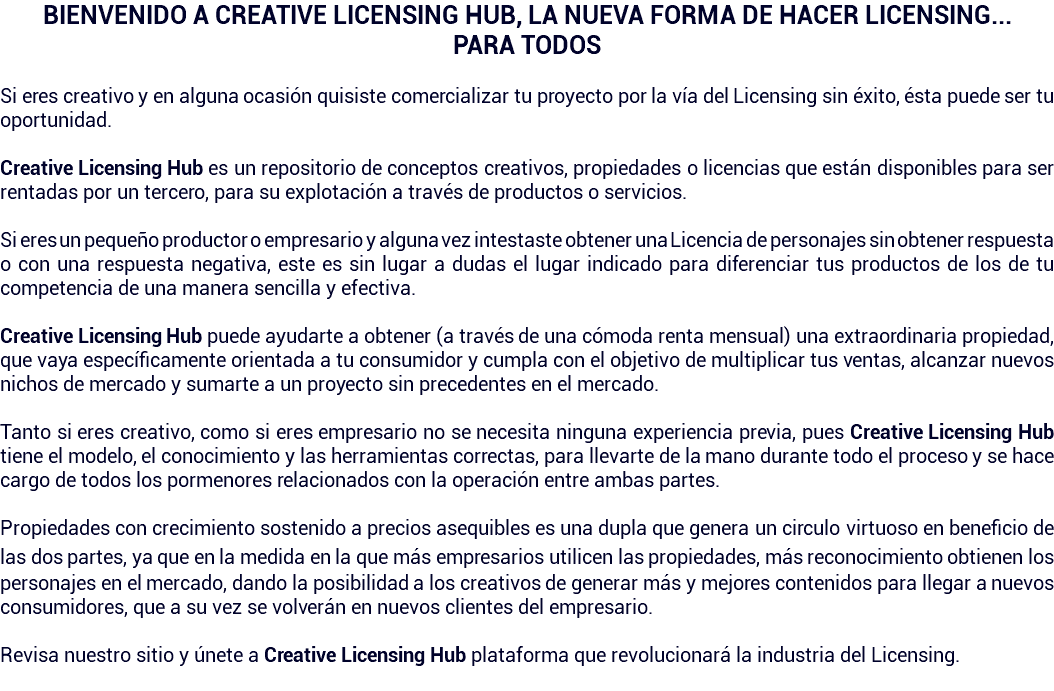 BIENVENIDO A CREATIVE LICENSING HUB, LA NUEVA FORMA DE HACER LICENSING...
PARA TODOS
Si eres creativo y en alguna ocasión quisiste comercializar tu proyecto por la vía del Licensing sin éxito, ésta puede ser tu
oportunidad.
Creative Licensing Hub es un repositorio de conceptos creativos, propiedades o licencias que están disponibles para ser
rentadas por un tercero, para su explotación a través de productos o servicios.
Si eres un pequeño productor o empresario y alguna vez intestaste obtener una Licencia de personajes sin obtener respuesta
o con una respuesta negativa, este es sin lugar a dudas el lugar indicado para diferenciar tus productos de los de tu
competencia de una manera sencilla y efectiva.
Creative Licensing Hub puede ayudarte a obtener (a través de una cómoda renta mensual) una extraordinaria propiedad,
que vaya específicamente orientada a tu consumidor y cumpla con el objetivo de multiplicar tus ventas, alcanzar nuevos
nichos de mercado y sumarte a un proyecto sin precedentes en el mercado.
Tanto si eres creativo, como si eres empresario no se necesita ninguna experiencia previa, pues Creative Licensing Hub
tiene el modelo, el conocimiento y las herramientas correctas, para llevarte de la mano durante todo el proceso y se hace
cargo de todos los pormenores relacionados con la operación entre ambas partes.
Propiedades con crecimiento sostenido a precios asequibles es una dupla que genera un circulo virtuoso en beneficio de
las dos partes, ya que en la medida en la que más empresarios utilicen las propiedades, más reconocimiento obtienen los
personajes en el mercado, dando la posibilidad a los creativos de generar más y mejores contenidos para llegar a nuevos
consumidores, que a su vez se volverán en nuevos clientes del empresario.
Revisa nuestro sitio y únete a Creative Licensing Hub plataforma que revolucionará la industria del Licensing.